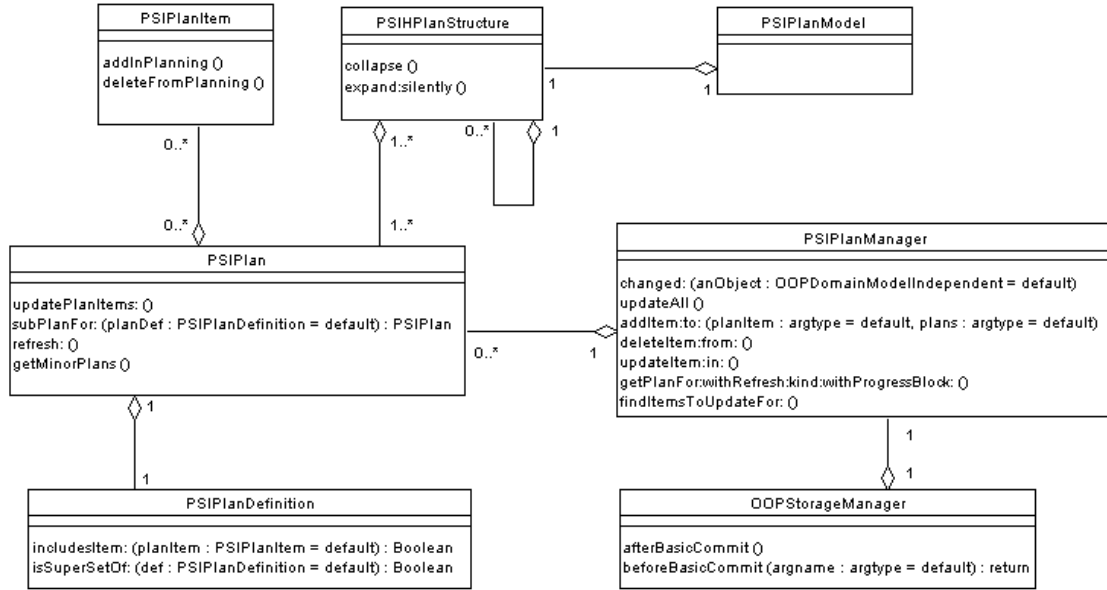 PSIPlanItem
addInPlanning ()
deleteFromPlanning ()
PSIHPlanStructure
collapse ()
expand:silently ()
PSIPlanModel
1
1
0..*
1
0..*
1..*
0..*
1..*
PSIPlan
updatePlanItems: ()
subPlanFor: (planDef : PSIPlanDefinition = default) : PSIPlan
refresh: ()
getMinorPlans ()
0..*
1
PSIPlanManager
changed: (anObject : OOPDomainModelIndependent = default)
updateAll ()
addItem:to: (planItem : argtype = default, plans : argtype = default)
deleteItem:from: ()
updateItem:in: ()
getPlanFor:withRefresh:kind:withProgressBlock: ()
findItemsToUpdateFor: ()
1
1
PSIPlanDefinition
includesItem: (planItem : PSIPlanItem = default) : Boolean
isSuperSetOf: (def : PSIPlanDefinition = default) : Boolean
1
1
OOPStorageManager
afterBasicCommit ()
beforeBasicCommit (argname : argtype = default) : return